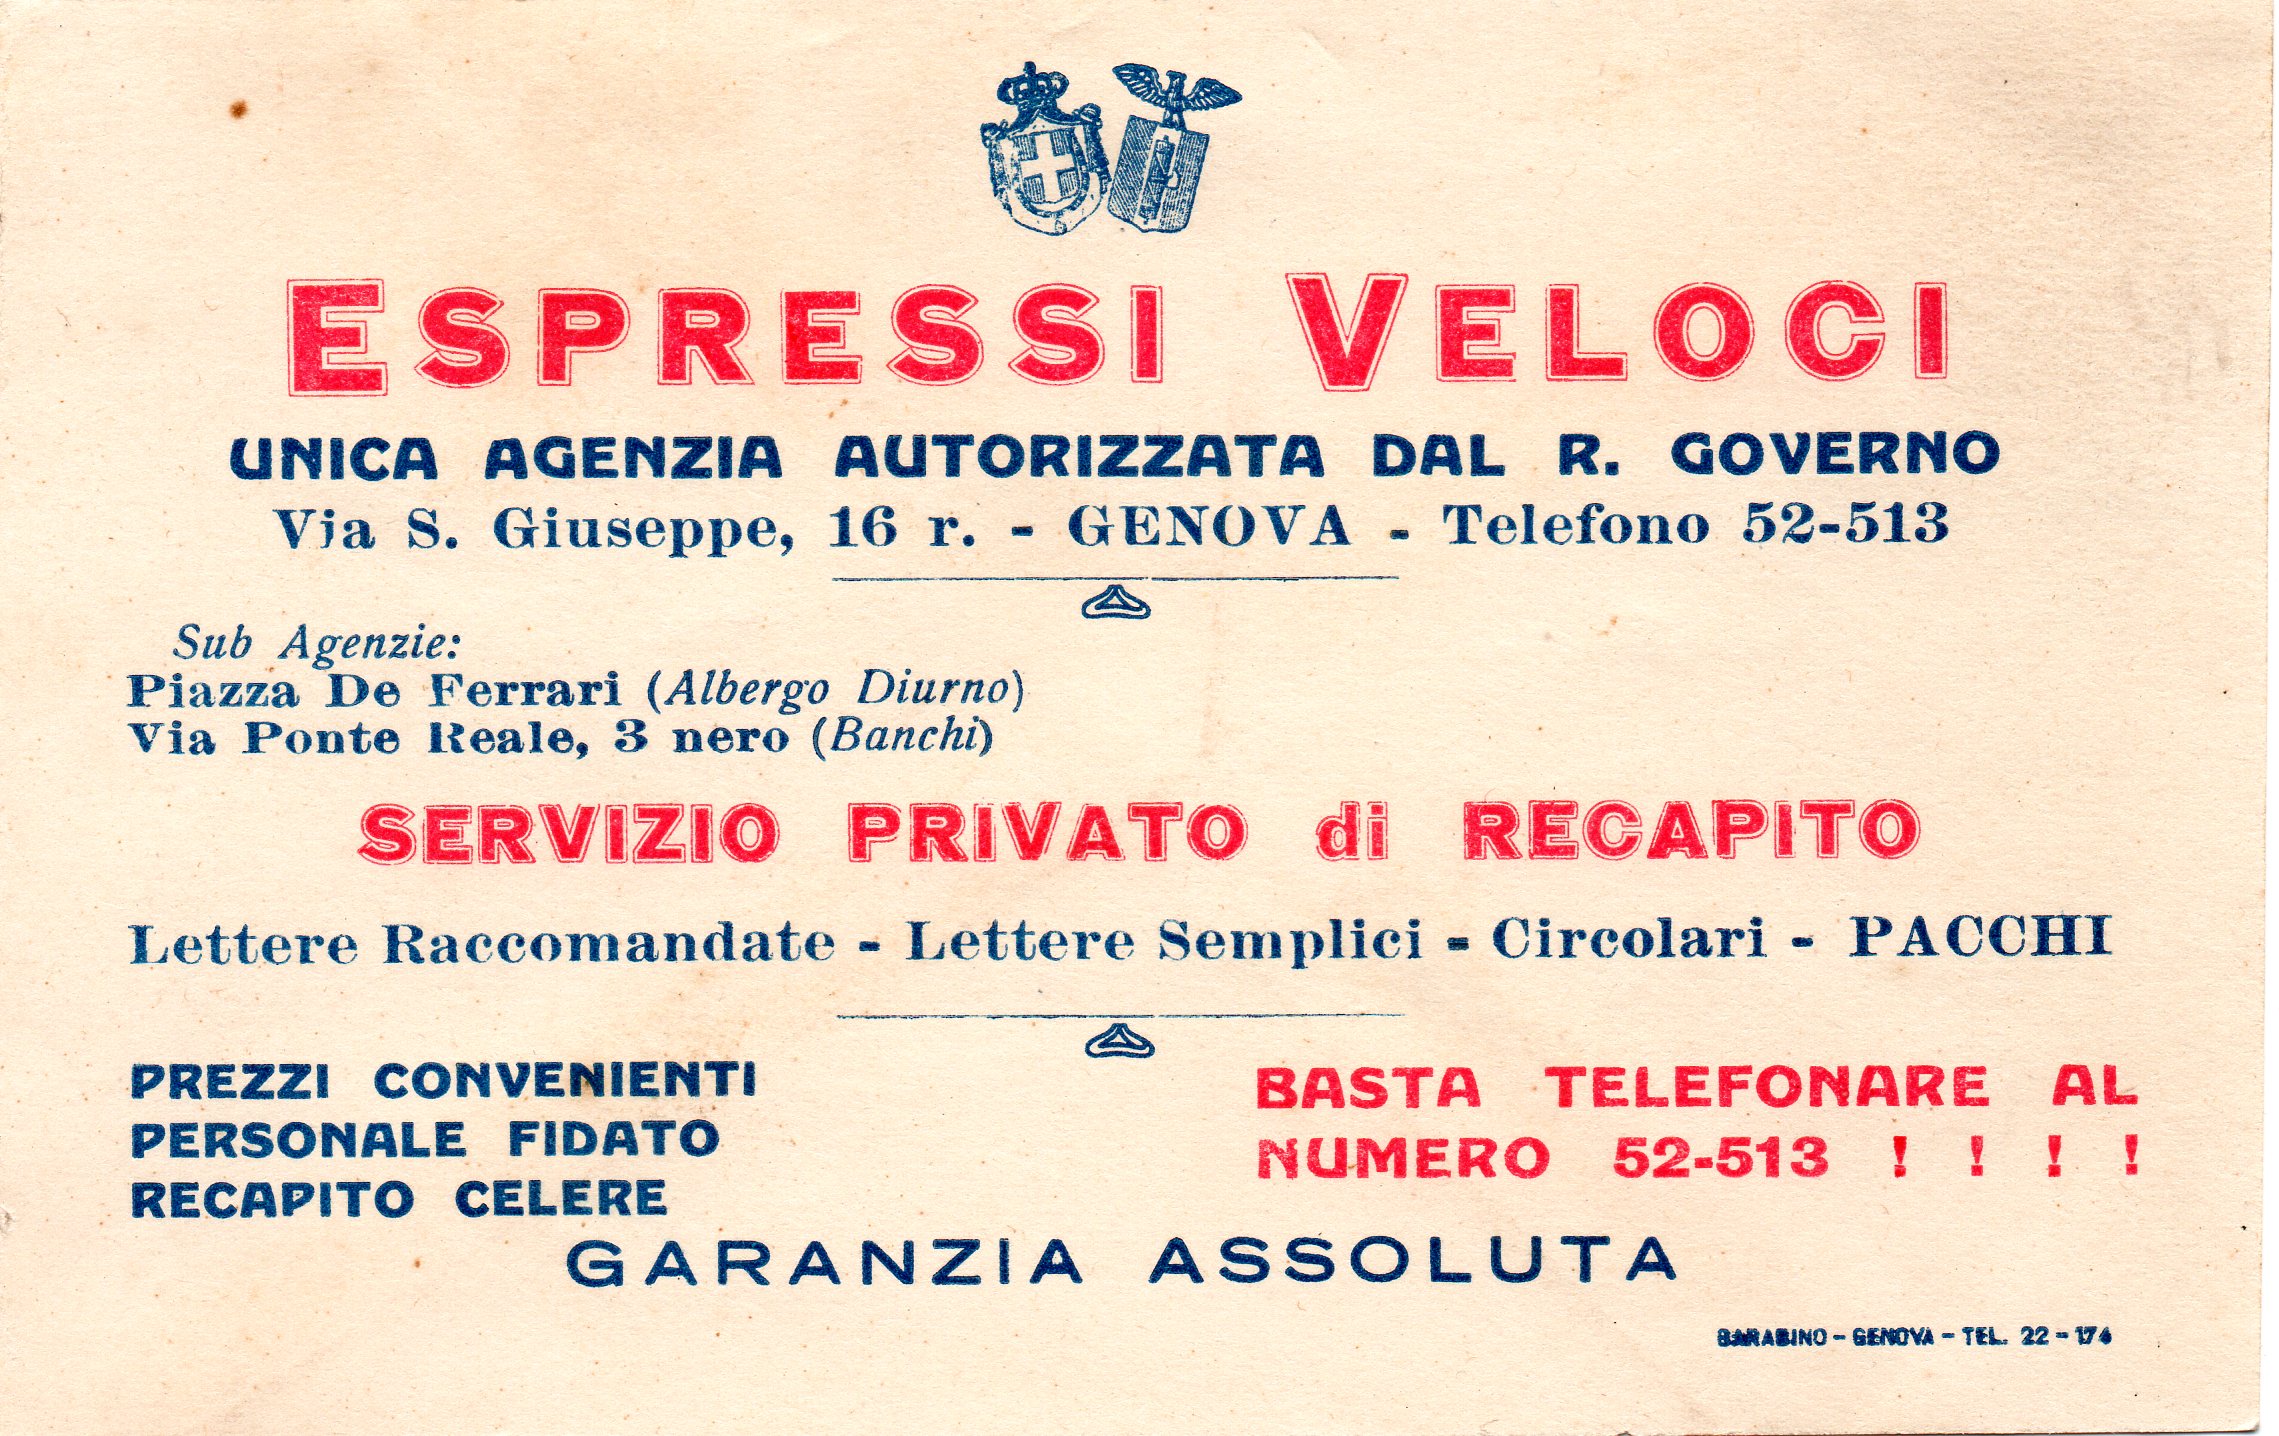 ESPRESSI VELOCI
UNICA AGENZIA AUTORIZZATA DAL R. GOVERNO
Via S. Giuseppe, 16 r. - GENOVA - Telefono 52-513
Sub Agenzie:
Piazza De Ferrari (Albergo Diurno)
Via Ponte Reale, 3 nero (Banchi)
SERVIZIO PRIVATO di RECAPITO
Lettere Raccomandate - Lettere Semplici - Circolari - PACCHI
PREZZI CONVENIENTI
PERSONALE FIDATO
RECAPITO CELERE
BASTA TELEFONARE AL
NUMERO 52-513 ! ! ! !
GARANZIA ASSOLUTA
BARABINO - GENOVA - TEL. 22 - 174